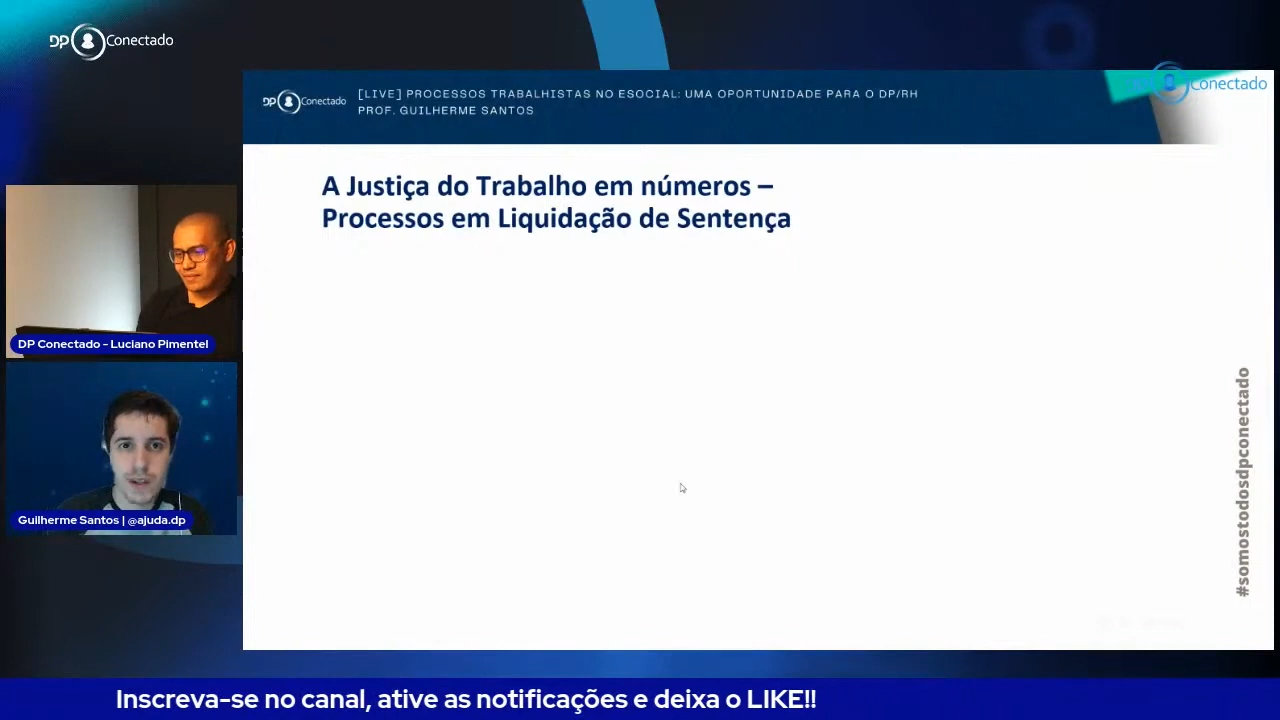 DP Conectado
DP Conectado
[LIVE] PROCESSOS TRABALHISTAS NO ESOCIAL: UMA OPORTUNIDADE PARA O DP/RH
PROF. GUILHERME SANTOS
DP Conectado
A Justiça do Trabalho em números –
Processos em Liquidação de Sentença
DP Conectado - Luciano Pimentel
Guilherme Santos | @ajuda.dp
#somostodosdpconectado
Inscreva-se no canal, ative as notificações e deixa o LIKE!!